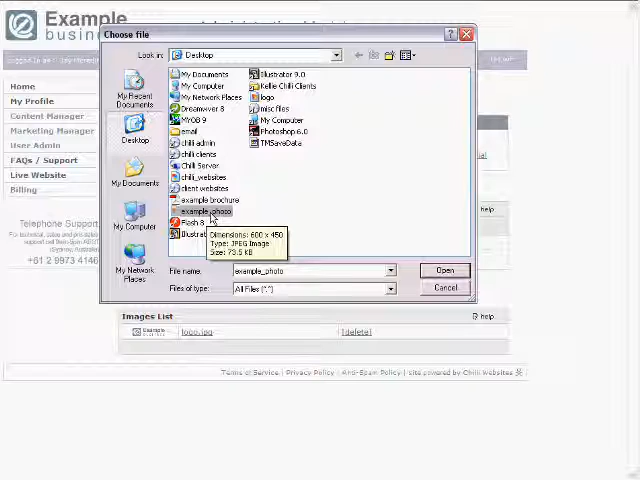 Example
Choose file
Look in:
Desktop
My Recent
Documents
Desktop
My Documents
My Computer
My Network
Places
My Documents
My Computer
My Network Places
Dreamwver 8
MYOB 9
email
chilli admin
chilli clients
Chilli Server
chilli_websites
client websites
example brochure
example_photo
Flash 8
Illustrat
Illustrator 9.0
Kellie Chilli Clients
logo
misc files
My Computer
Photoshop 6.0
TMSavaData
Dimensions: 600 x 450
Type: JPEG Image
Size: 73.5 KB
File name:
example_photo
Open
Files of type:
All Files (*.*)
Cancel
Home
My Profile
Content Manager
Marketing Manager
User Admin
FAQs / Support
Live Website
Billing
Telephone Support
+61 2 9973 4146
help
Images List
help
logo.jpg
[delete]
Terms of Service | Privacy Policy | Anti-Spam Policy | site powered by Chilli Websites